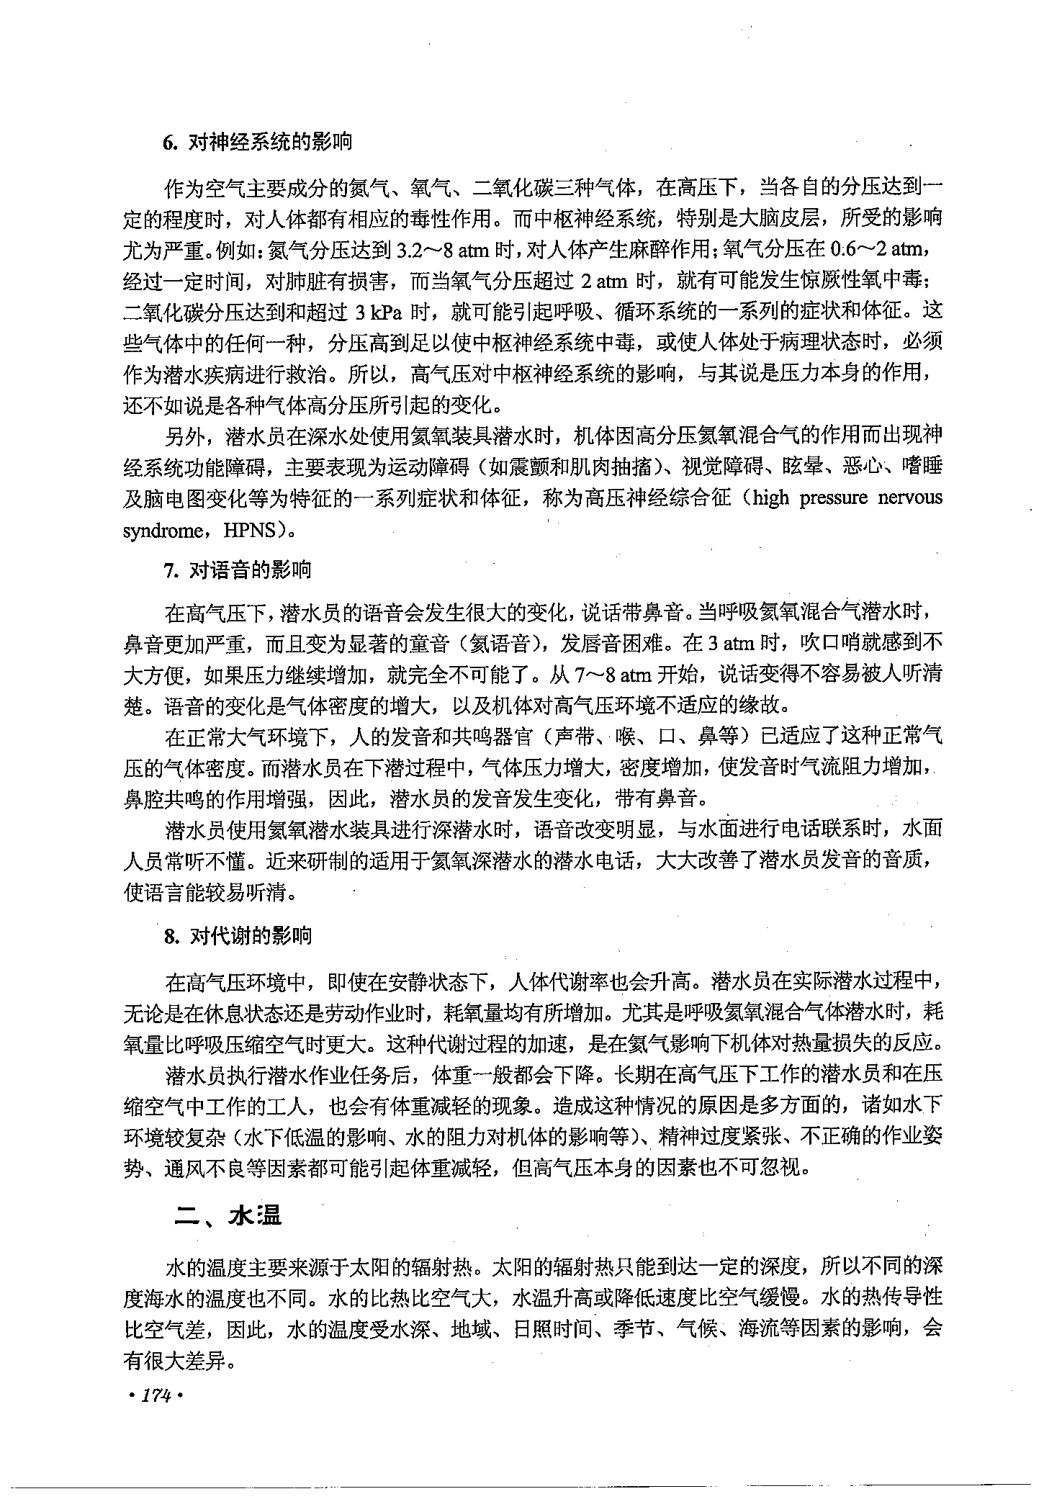 6. 对神经系统的影响
作为空气主要成分的氮气、氧气、二氧化碳三种气体，在高压下，当各自的分压达到一
定的程度时，对人体都有相应的毒性作用。而中枢神经系统，特别是大脑皮层，所受的影响
尤为严重。例如：氮气分压达到 3.2～8 atm 时，对人体产生麻醉作用；氧气分压在 0.6～2 atm，
经过一定时间，对肺脏有损害，而当氧气分压超过 2 atm 时，就有可能发生惊厥性氧中毒；
二氧化碳分压达到和超过 3 kPa 时，就可能引起呼吸、循环系统的一系列的症状和体征。这
些气体中的任何一种，分压高到足以使中枢神经系统中毒，或使人体处于病理状态时，必须
作为潜水疾病进行救治。所以，高气压对中枢神经系统的影响，与其说是压力本身的作用，
还不如说是各种气体高分压所引起的变化。
另外，潜水员在深水处使用氦氧装具潜水时，机体因高分压氦氧混合气的作用而出现神
经系统功能障碍，主要表现为运动障碍（如震颤和肌肉抽搐）、视觉障碍、眩晕、恶心、嗜睡
及脑电图变化等为特征的一系列症状和体征，称为高压神经综合征（high pressure nervous
syndrome，HPNS）。
7. 对语音的影响
在高气压下，潜水员的语音会发生很大的变化，说话带鼻音。当呼吸氦氧混合气潜水时，
鼻音更加严重，而且变为显著的童音（氦语音），发唇音困难。在 3 atm 时，吹口哨就感到不
大方便，如果压力继续增加，就完全不可能了。从 7～8 atm 开始，说话变得不容易被人听清
楚。语音的变化是气体密度的增大，以及机体对高气压环境不适应的缘故。
在正常大气环境下，人的发音和共鸣器官（声带、喉、口、鼻等）已适应了这种正常气
压的气体密度。而潜水员在下潜过程中，气体压力增大，密度增加，使发音时气流阻力增加，
鼻腔共鸣的作用增强，因此，潜水员的发音发生变化，带有鼻音。
潜水员使用氦氧潜水装具进行深潜水时，语音改变明显，与水面进行电话联系时，水面
人员常听不懂。近来研制的适用于氦氧深潜水的潜水电话，大大改善了潜水员发音的音质，
使语言能较易听清。
8. 对代谢的影响
在高气压环境中，即使在安静状态下，人体代谢率也会升高。潜水员在实际潜水过程中，
无论是在休息状态还是劳动作业时，耗氧量均有所增加。尤其是呼吸氦氧混合气体潜水时，耗
氧量比呼吸压缩空气时更大。这种代谢过程的加速，是在氦气影响下机体对热量损失的反应。
潜水员执行潜水作业任务后，体重一般都会下降。长期在高气压下工作的潜水员和在压
缩空气中工作的工人，也会有体重减轻的现象。造成这种情况的原因是多方面的，诸如水下
环境较复杂（水下低温的影响、水的阻力对机体的影响等）、精神过度紧张、不正确的作业姿
势、通风不良等因素都可能引起体重减轻，但高气压本身的因素也不可忽视。
二、水温
水的温度主要来源于太阳的辐射热。太阳的辐射热只能到达一定的深度，所以不同的深
度海水的温度也不同。水的比热比空气大，水温升高或降低速度比空气缓慢。水的热传导性
比空气差，因此，水的温度受水深、地域、日照时间、季节、气候、海流等因素的影响，会
有很大差异。
·174·